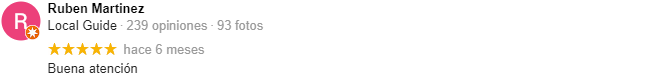 R
Ruben Martinez
Local Guide · 239 opiniones · 93 fotos
hace 6 meses
Buena atención